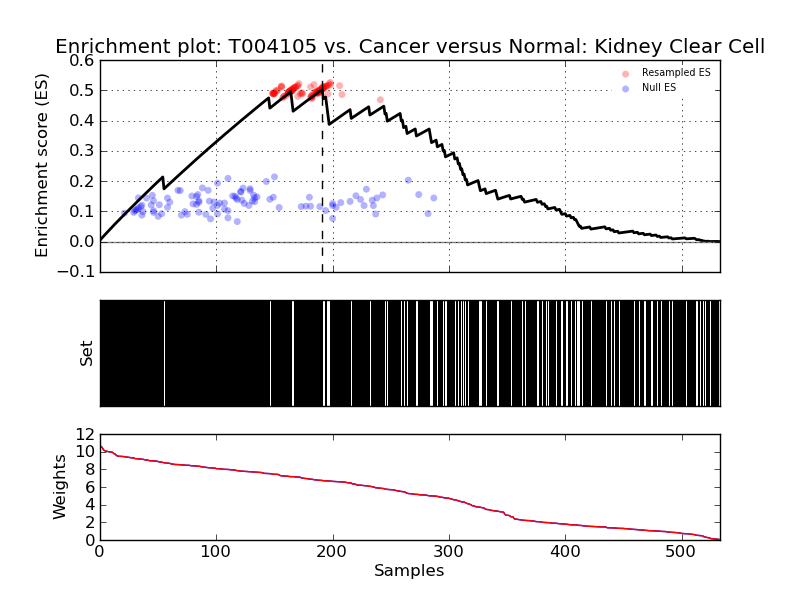 Enrichment plot: T004105 vs. Cancer versus Normal: Kidney Clear Cell
0.6
0.5
0.4
0.3
0.2
0.1
0.0
−0.1
Enrichment score (ES)
Resampled ES
Null ES
Set
12
10
8
6
4
2
0
Weights
0 100 200 300 400 500
Samples